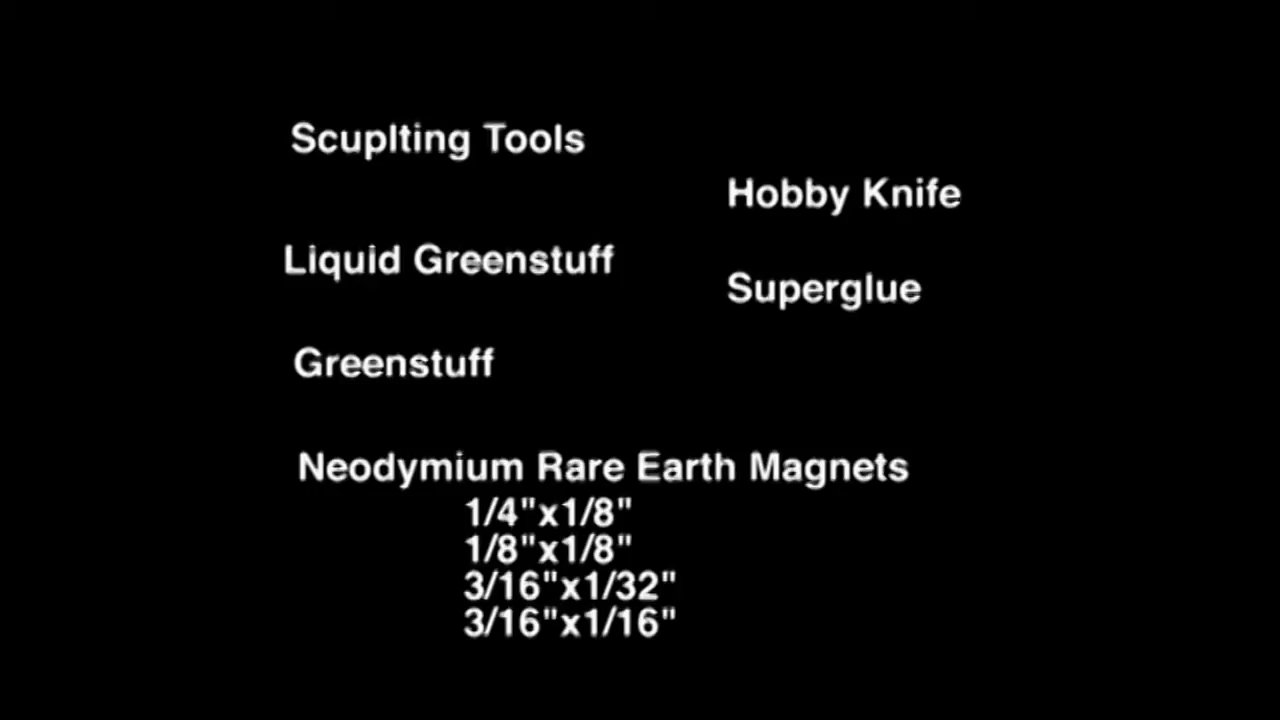 Scuplting Tools
Hobby Knife
Liquid Greenstuff
Superglue
Greenstuff
Neodymium Rare Earth Magnets
1/4"x1/8"
1/8"x1/8"
3/16"x1/32"
3/16"x1/16"